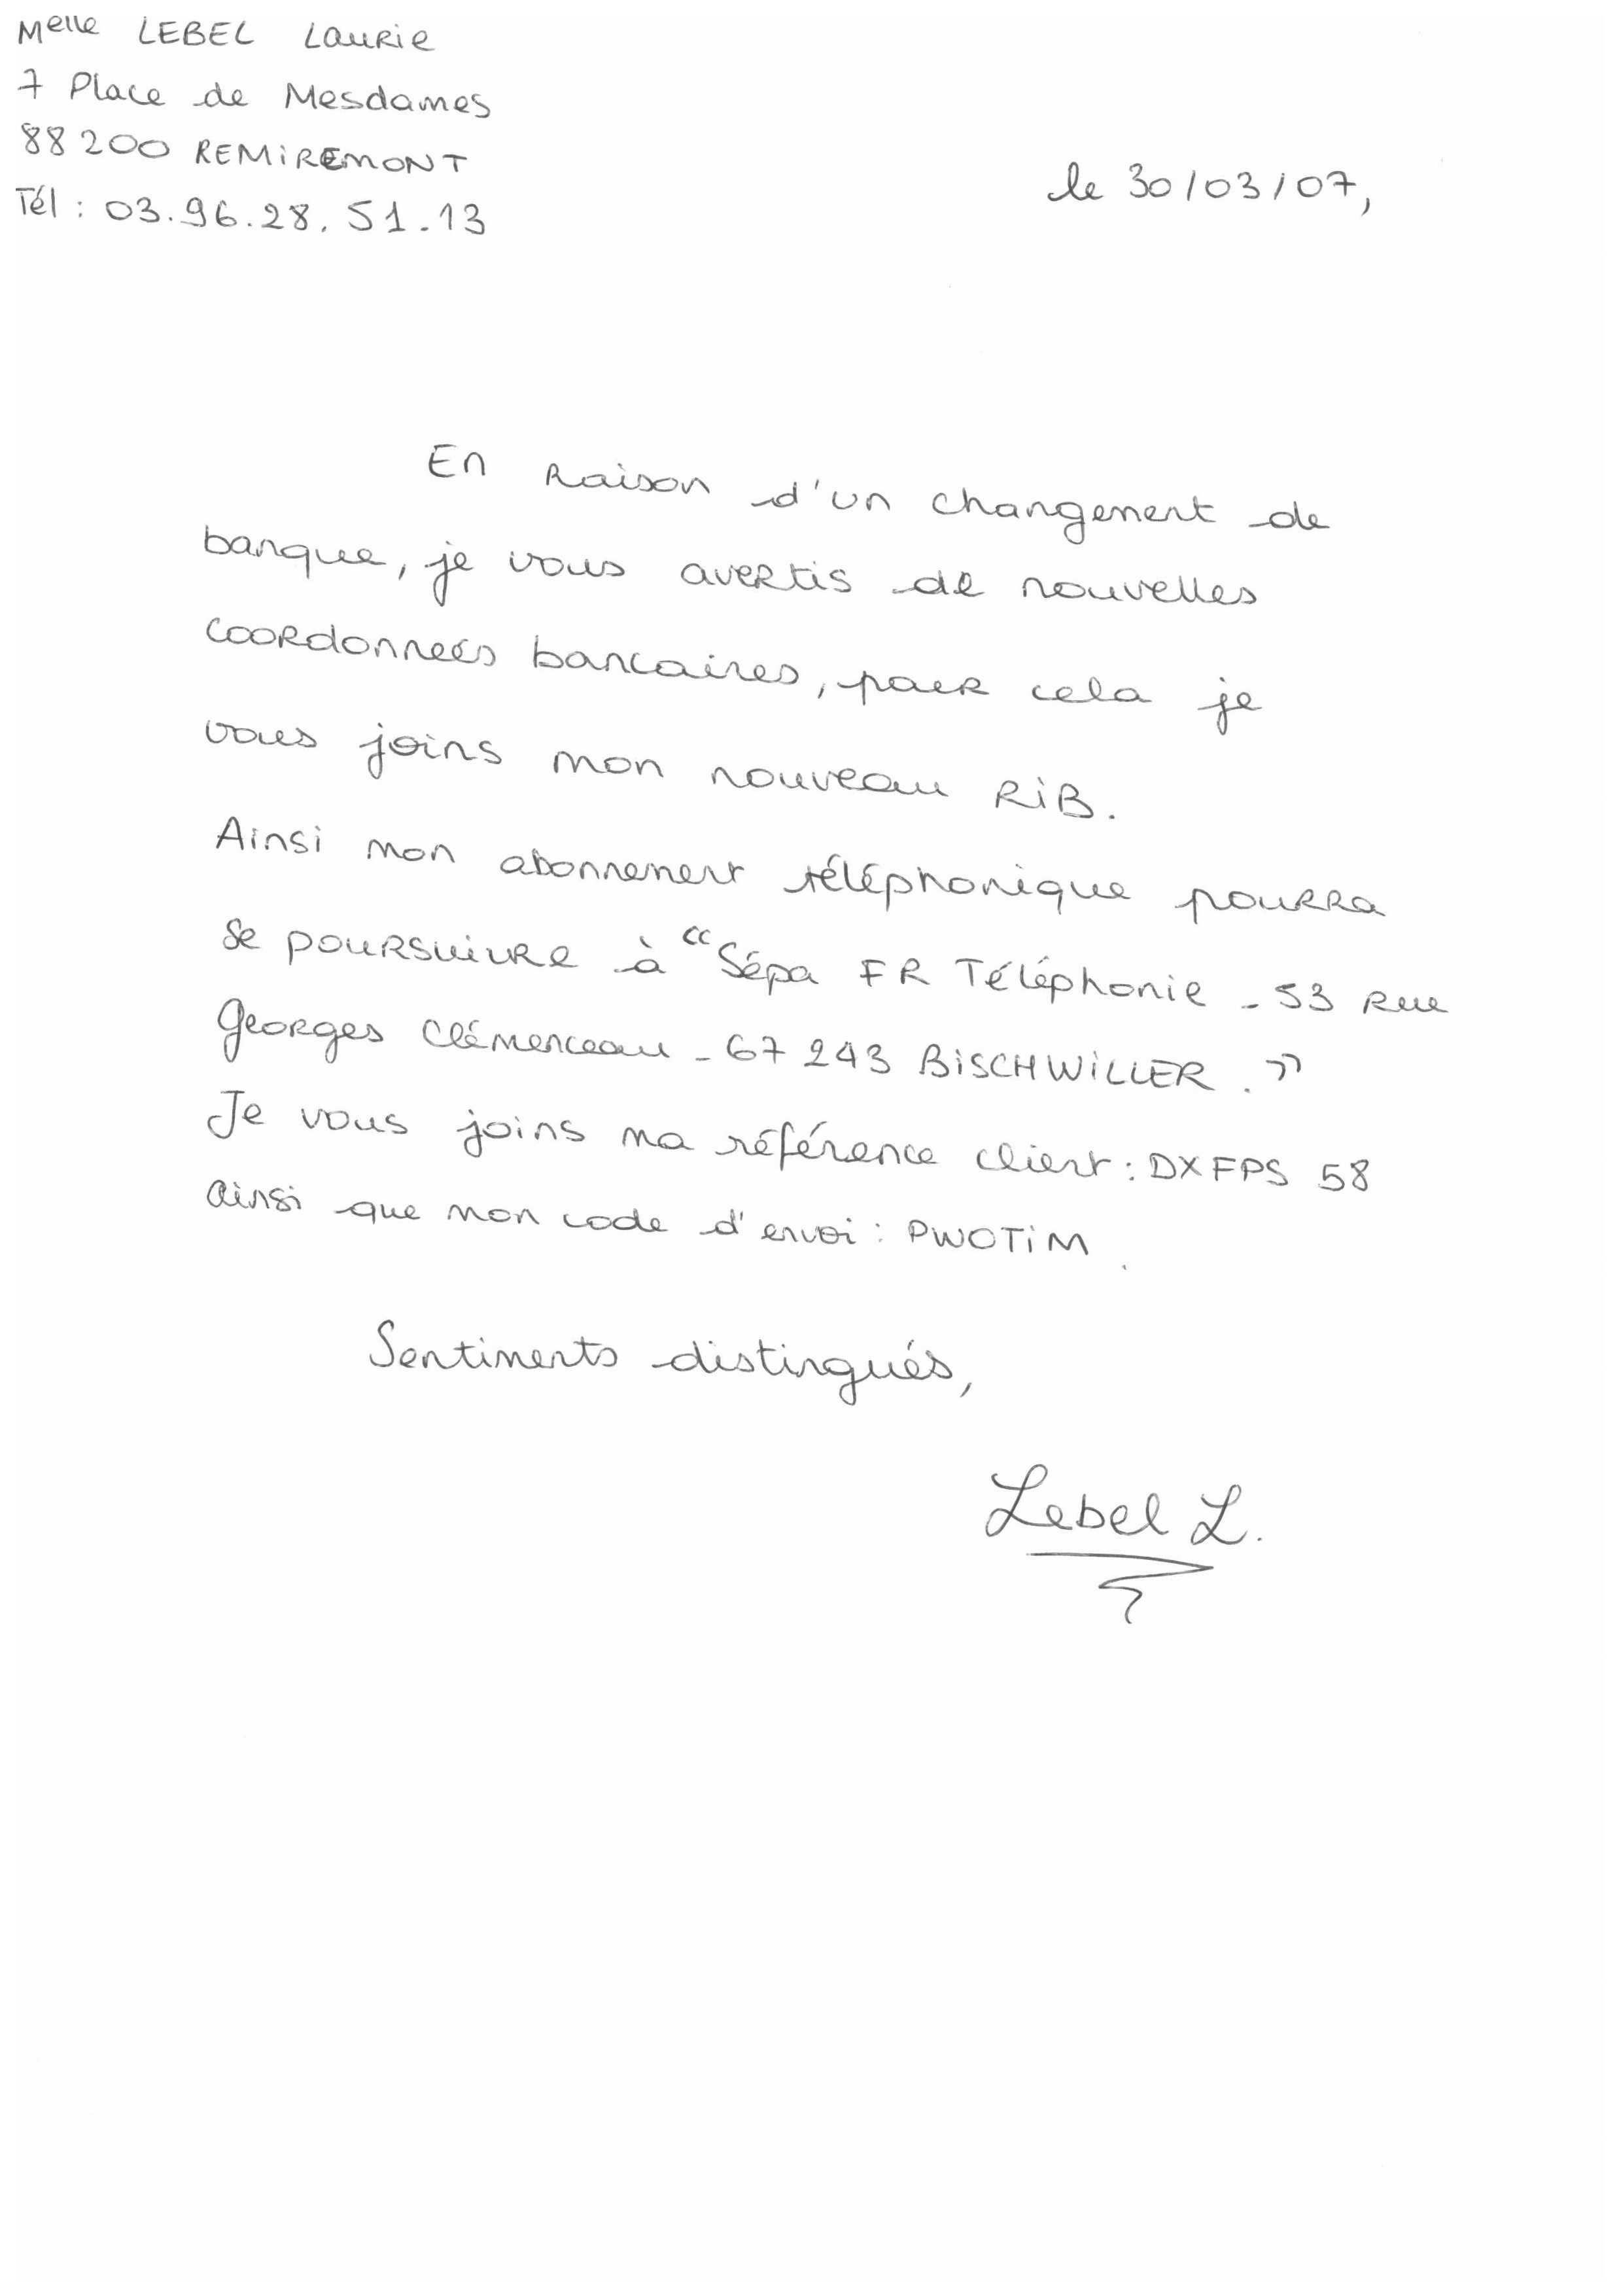 Melle LEBEL Laurie
7 Place de Mesdames
88200 REMIREMONT
Tél : 03.96.28.51.13
le 30/03/07,
En raison d'un changement de
banque, je vous avertis de nouvelles
coordonnées bancaires, pour cela je
vous joins mon nouveau RiB.
Ainsi mon abonnement téléphonique pourra
se poursuivre à "Sépa FR Téléphonie - 53 Rue
Georges Clémenceau - 67 243 BISCHWILLER."
Je vous joins ma référence client : DXFPS 58
ainsi que mon code d'envoi : PWOTIM.
Sentiments distingués,
Lebel L.